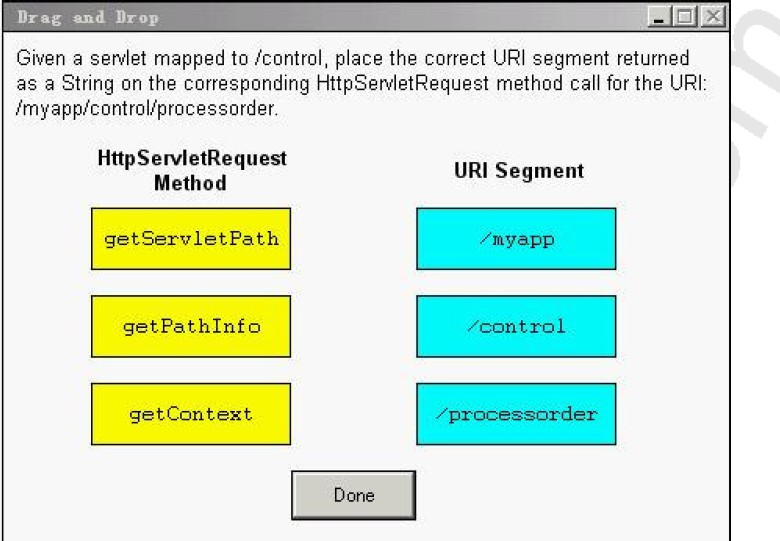 Drag and Drop
Given a servlet mapped to /control, place the correct URI segment returned
as a String on the corresponding HttpServletRequest method call for the URI:
/myapp/control/processorder.
HttpServletRequest
Method
URI Segment
getServletPath
/myapp
getPathInfo
/control
getContext
/processorder
Done